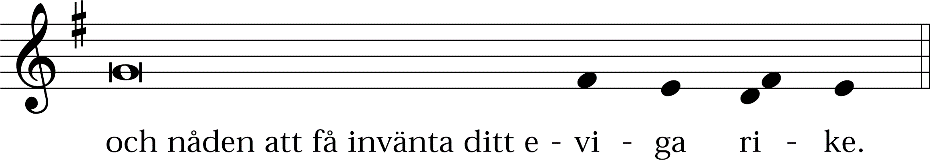 och nåden att få invänta ditt e - vi - ga ri - ke.